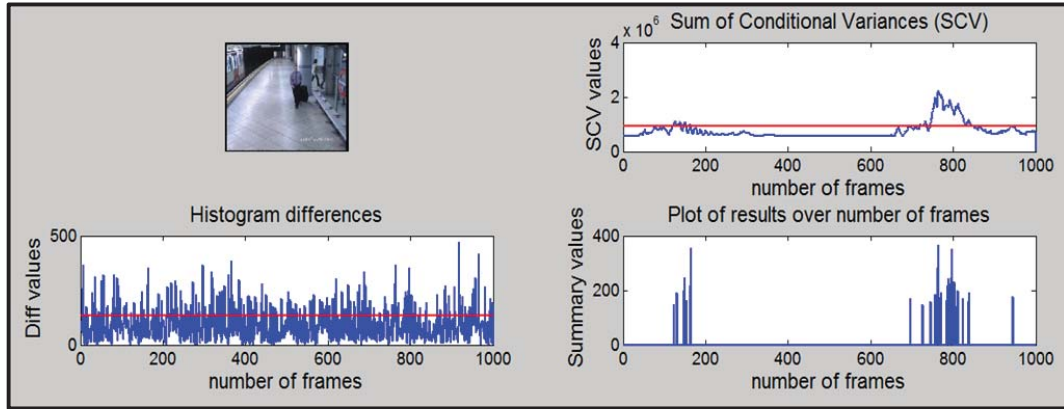 Sum of Conditional Variances (SCV)
x 10^6
4
2
0
SCV values
0 200 400 600 800 1000
number of frames
Histogram differences
500
0
Diff values
0 200 400 600 800 1000
number of frames
Plot of results over number of frames
400
200
0
Summary values
0 200 400 600 800 1000
number of frames